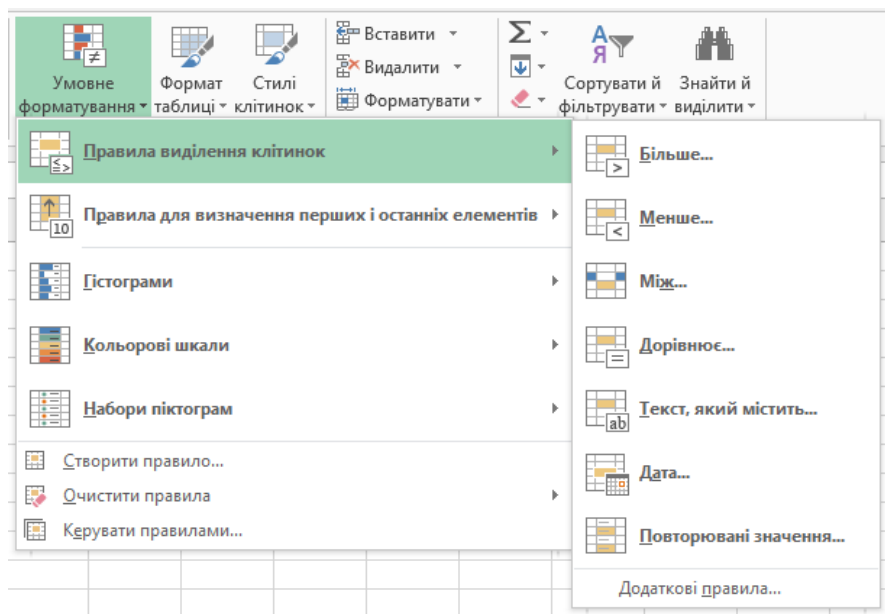 Умовне
форматування
Формат
таблиці
Стилі
клітинок
Вставити
Видалити
Форматувати
Σ
А
Я
Сортувати й
фільтрувати
Знайти й
виділити
Правила виділення клітинок
10
Правила для визначення перших і останніх елементів
Гістограми
Кольорові шкали
Набори піктограм
Створити правило...
Очистити правила
Керувати правилами...
Більше...
Менше...
Між...
Дорівнює...
ab
Текст, який містить...
Дата...
Повторювані значення...
Додаткові правила...